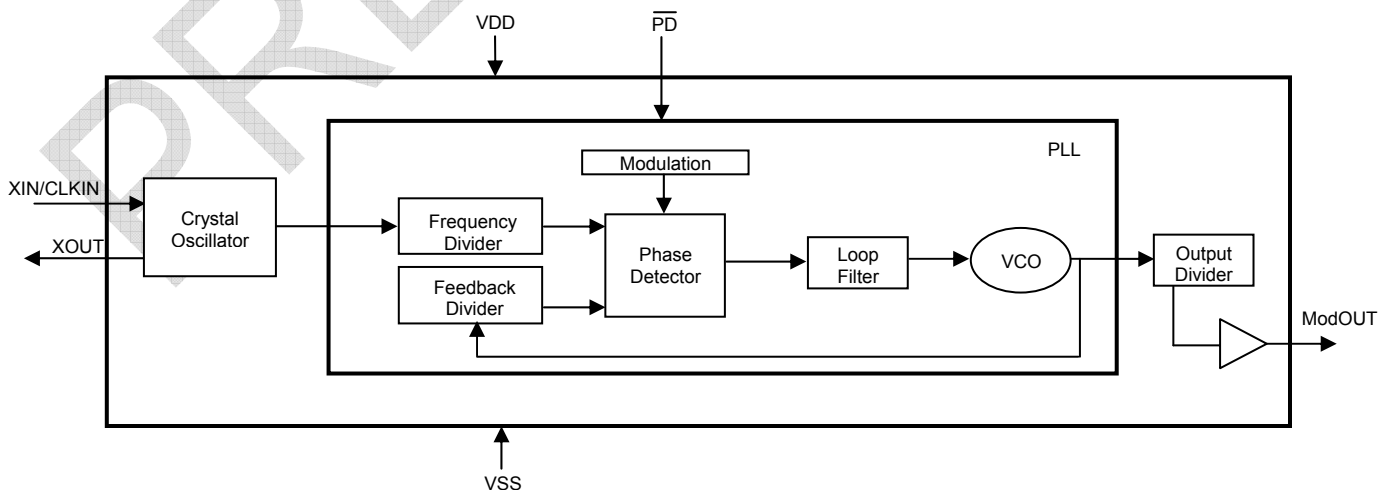 VDD
PD
PLL
Modulation
XIN/CLKIN
XOUT
Crystal
Oscillator
Frequency
Divider
Feedback
Divider
Phase
Detector
Loop
Filter
VCO
Output
Divider
ModOUT
VSS